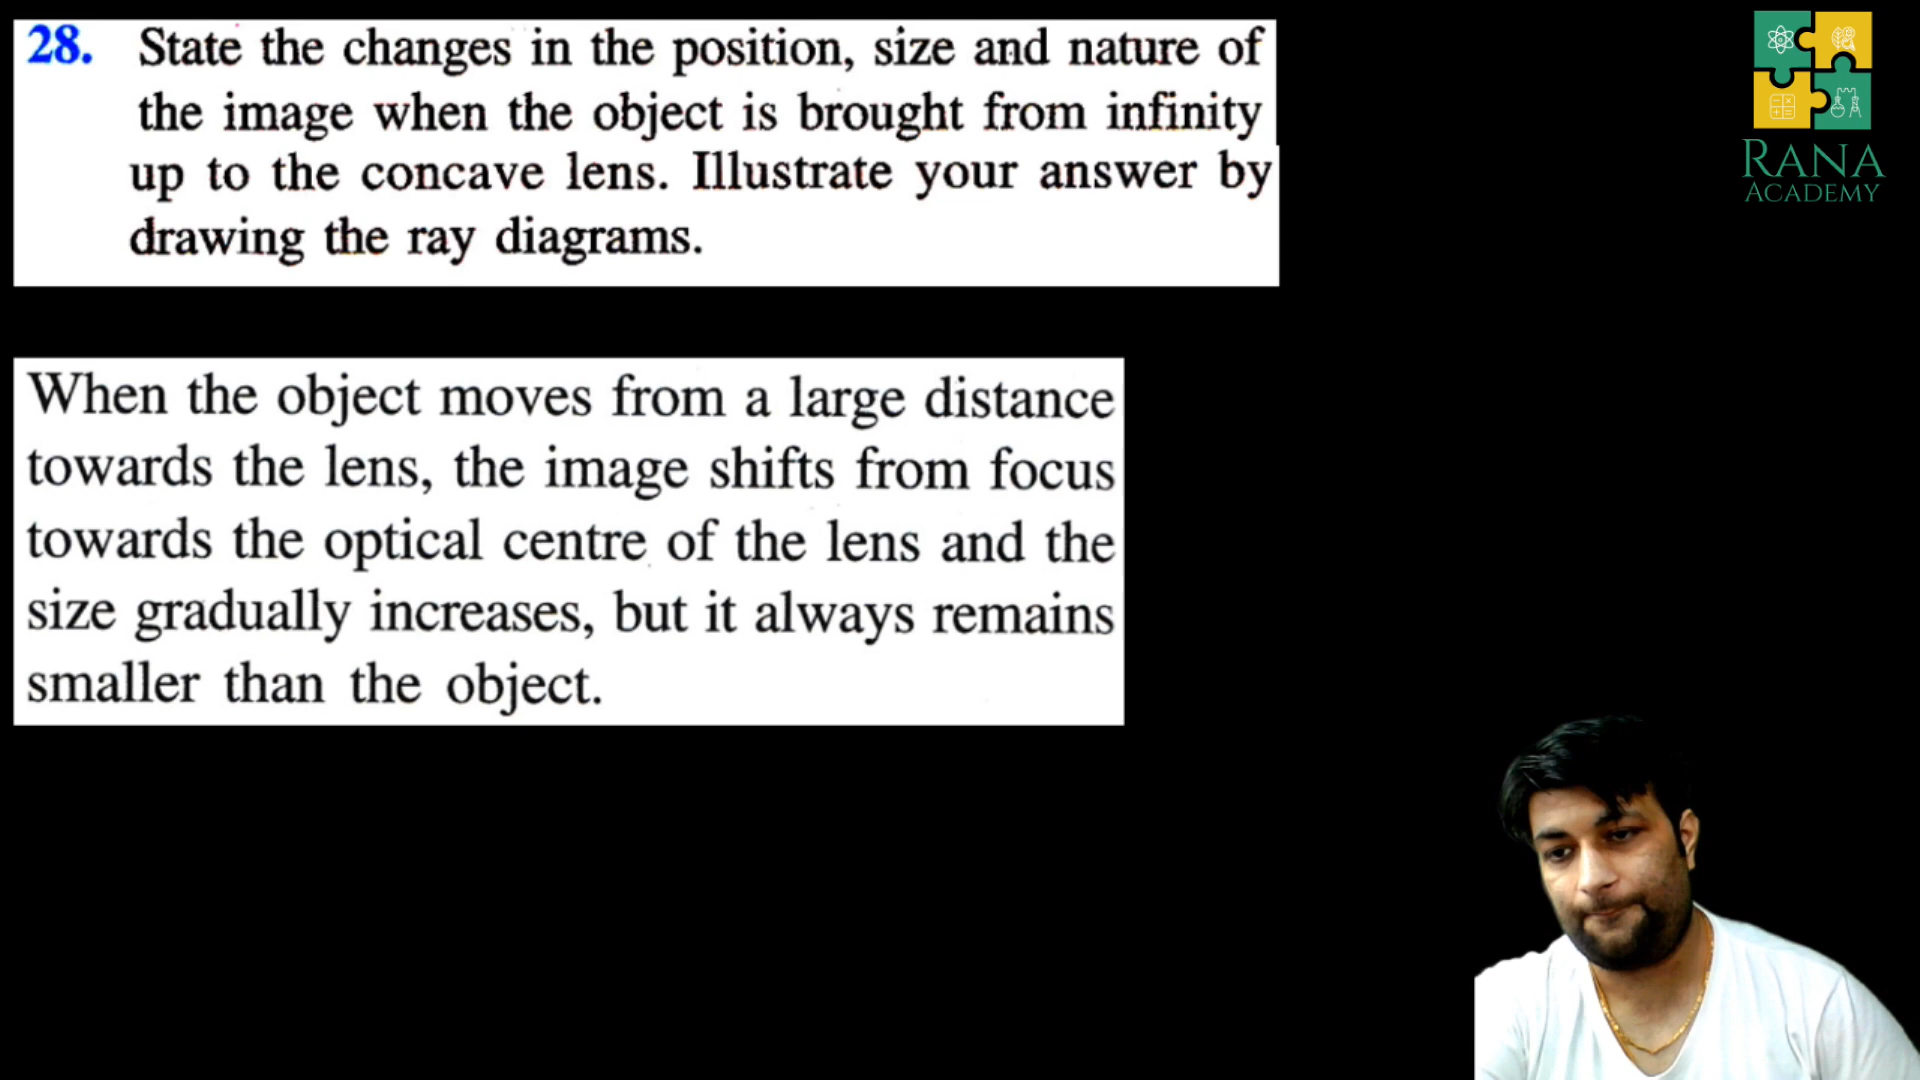 28. State the changes in the position, size and nature of
the image when the object is brought from infinity
up to the concave lens. Illustrate your answer by
drawing the ray diagrams.
RANA
ACADEMY
When the object moves from a large distance
towards the lens, the image shifts from focus
towards the optical centre of the lens and the
size gradually increases, but it always remains
smaller than the object.